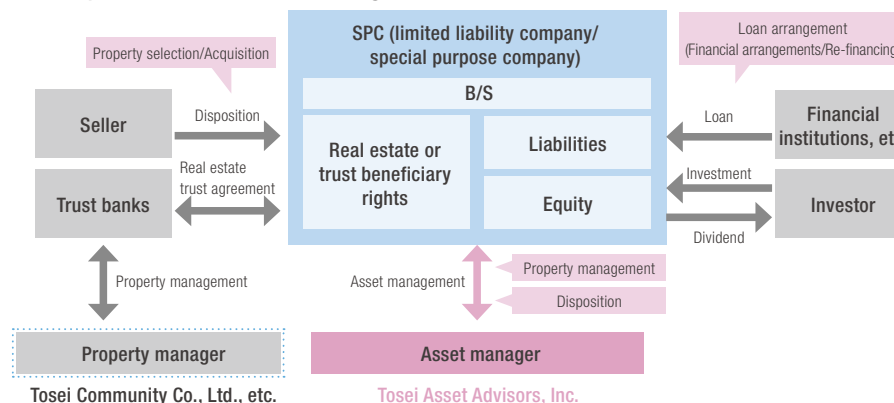 SPC (limited liability company/
special purpose company)
Loan arrangement
(Financial arrangements/Re-financing
Property selection/Acquisition
B/S
Seller
Disposition
Real estate or
trust beneficiary
rights
Liabilities
Equity
Loan
Financial
institutions, et
Real estate
trust agreement
Trust banks
Investment
Investor
Dividend
Property management
Asset management
Property management
Disposition
Property manager
Asset manager
Tosei Community Co., Ltd., etc.
Tosei Asset Advisors, Inc.